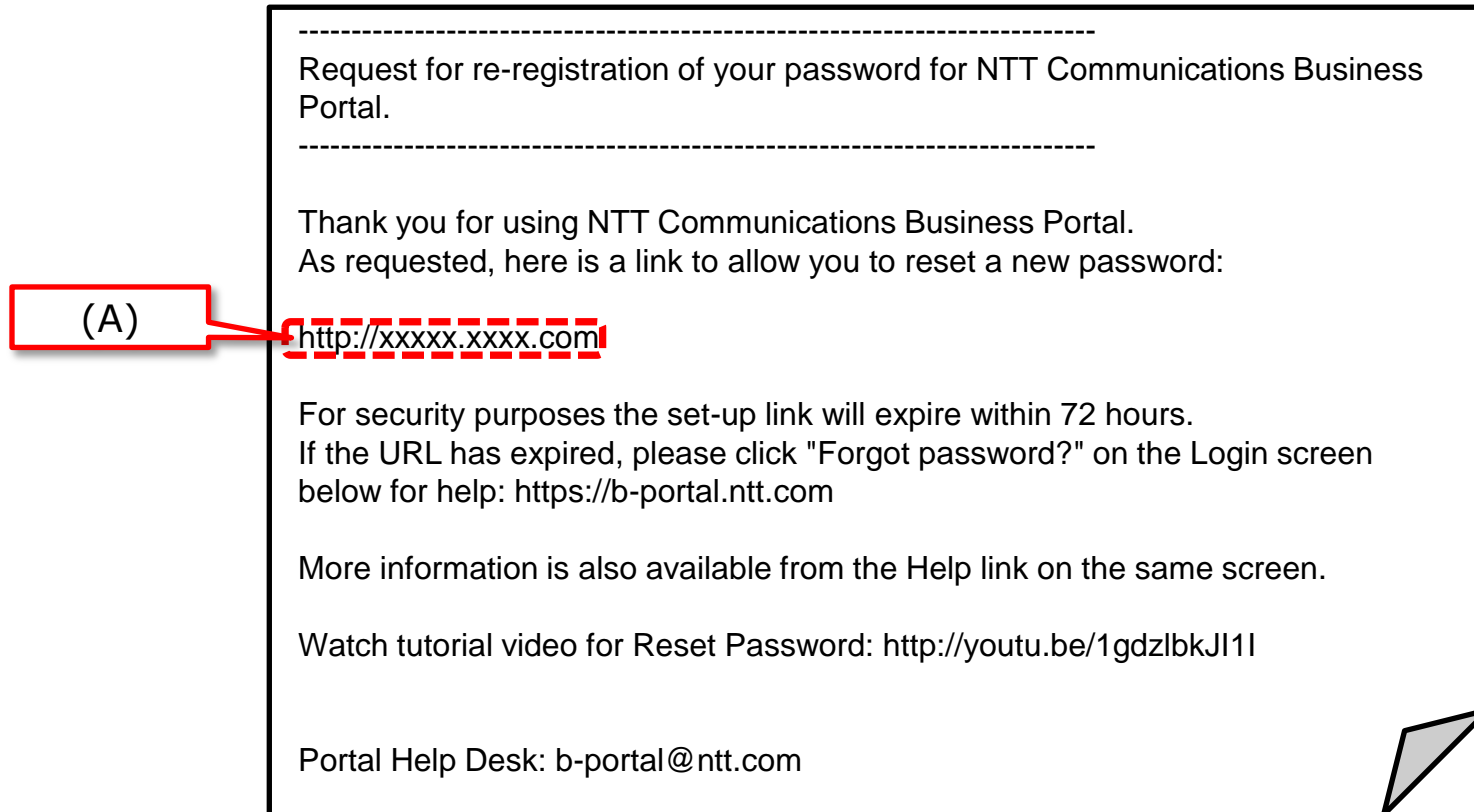 ---------------------------------------------------------------------------
Request for re-registration of your password for NTT Communications Business
Portal.
---------------------------------------------------------------------------
Thank you for using NTT Communications Business Portal.
As requested, here is a link to allow you to reset a new password:
(A)
http://xxxxx.xxxx.com
For security purposes the set-up link will expire within 72 hours.
If the URL has expired, please click "Forgot password?" on the Login screen
below for help: https://b-portal.ntt.com
More information is also available from the Help link on the same screen.
Watch tutorial video for Reset Password: http://youtu.be/1gdzlbkJI1I
Portal Help Desk: b-portal@ntt.com